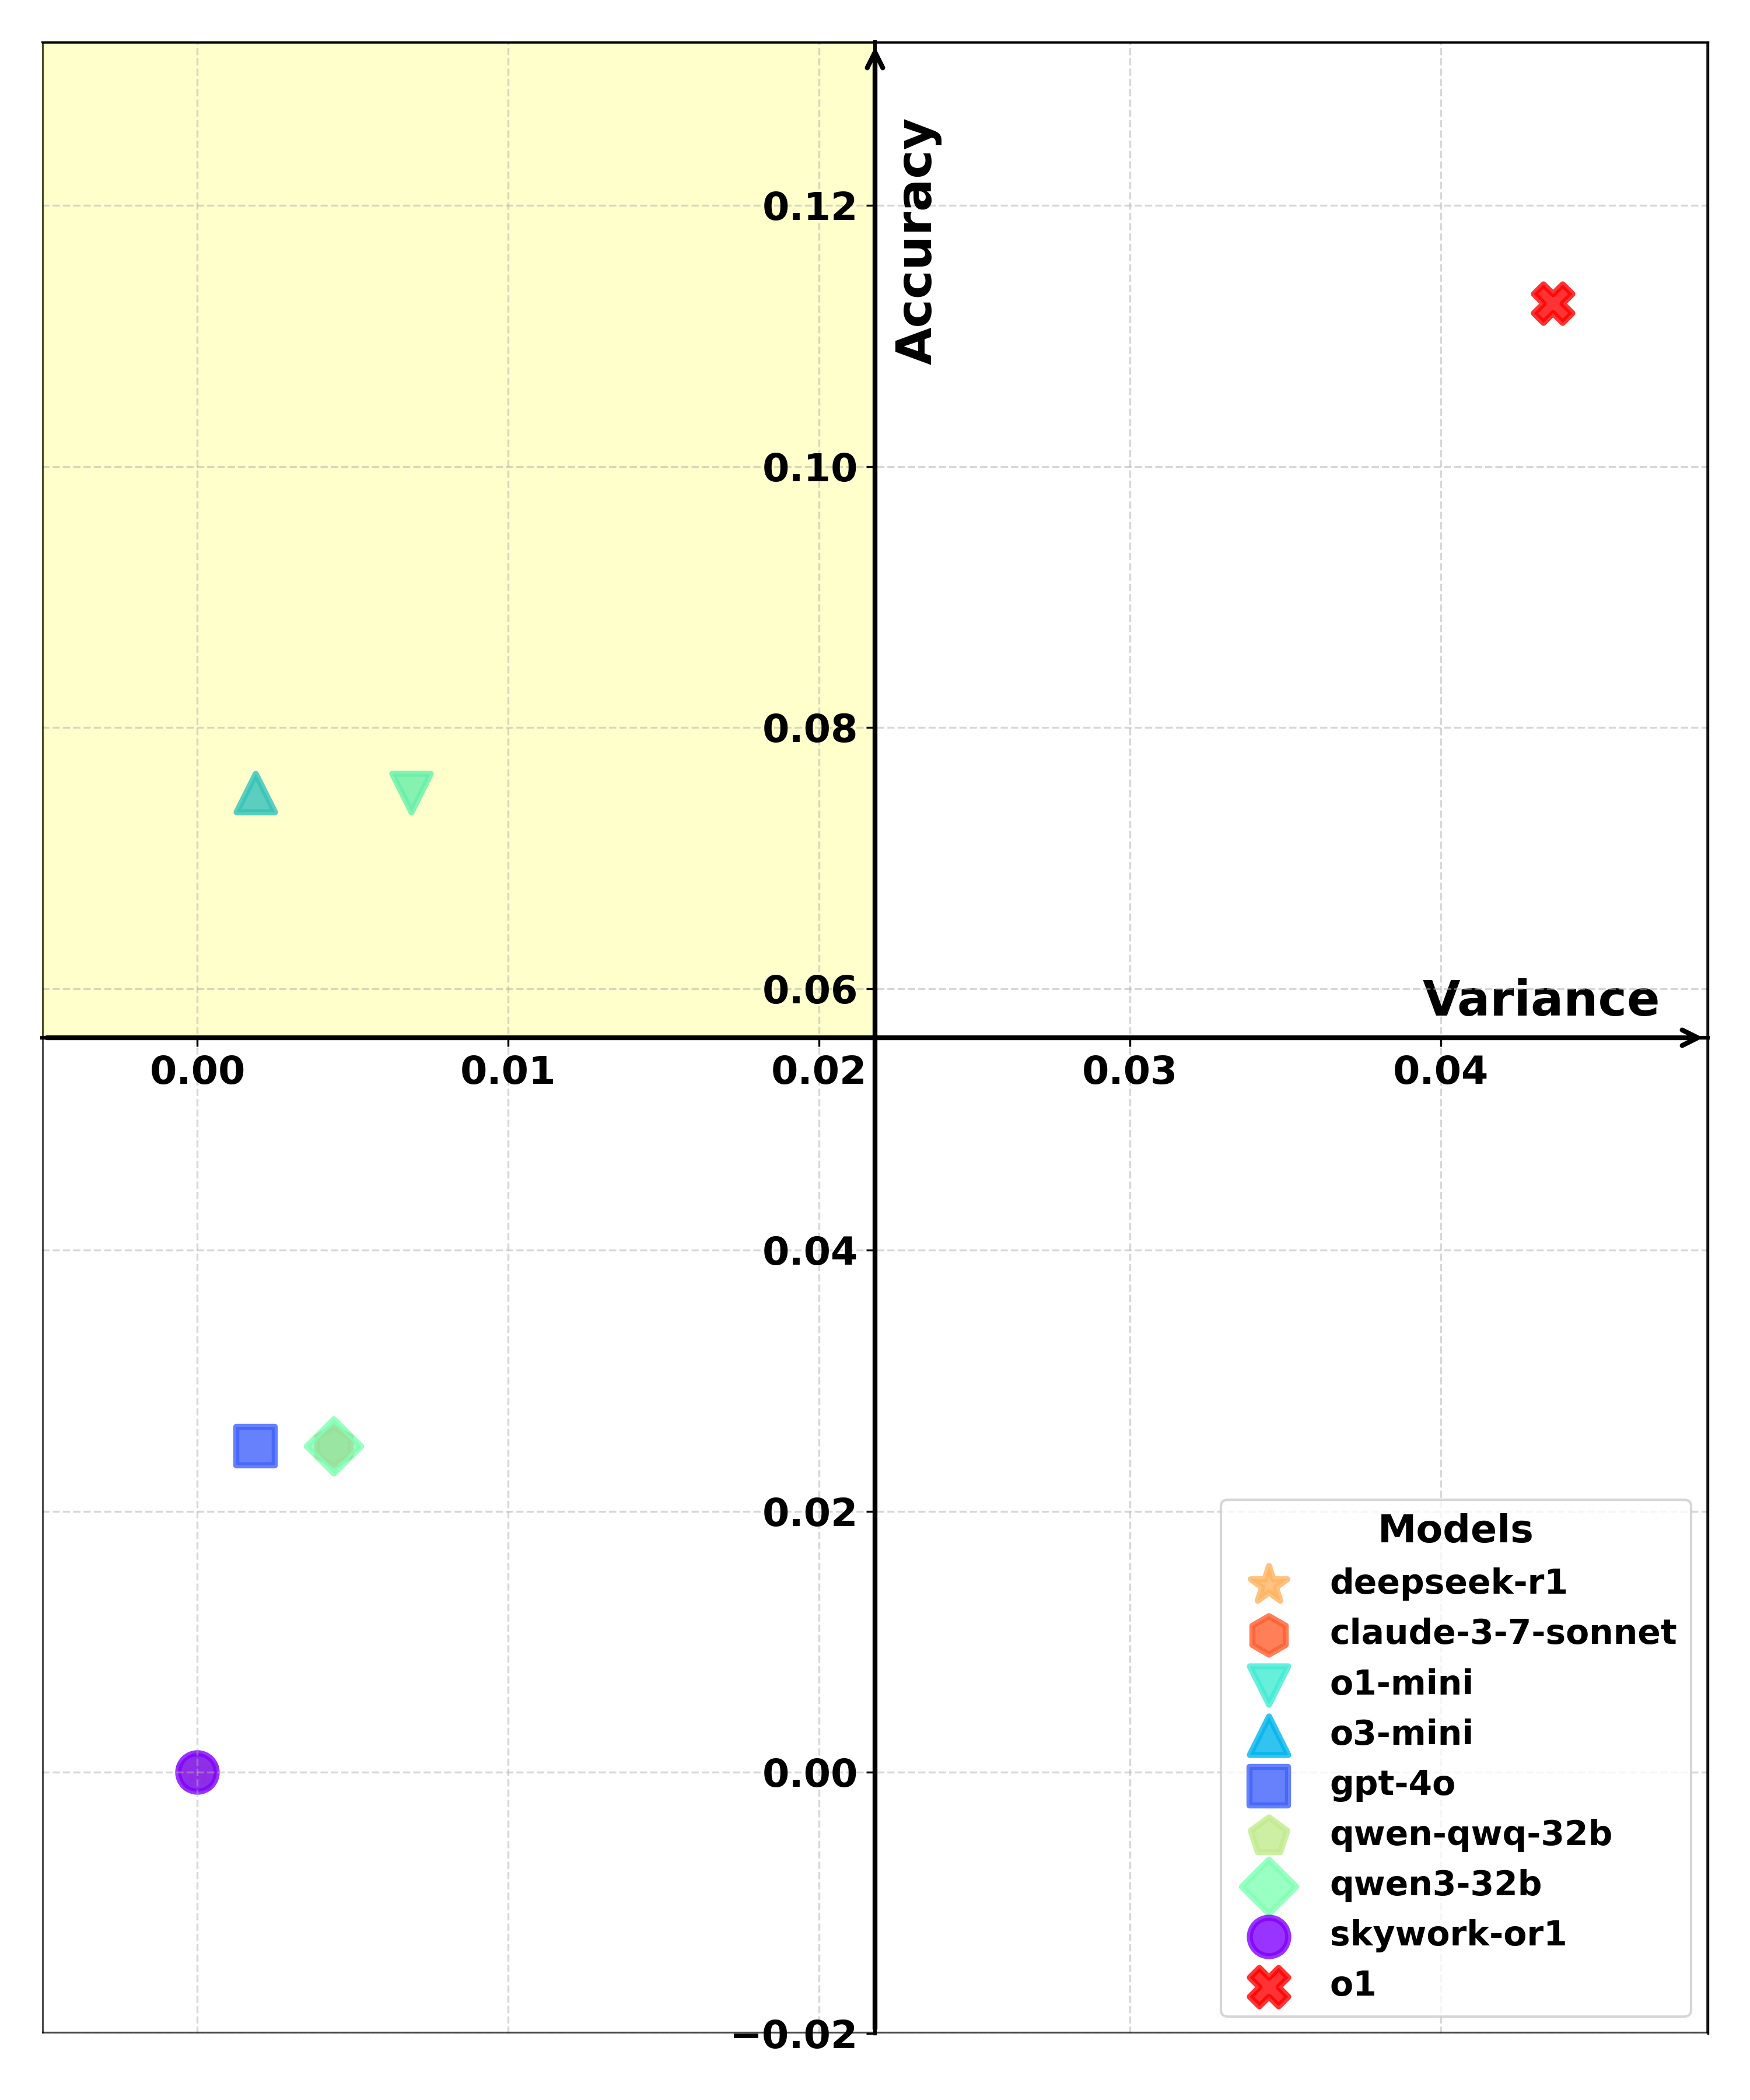 Accuracy
0.12
0.10
0.08
0.06
Variance
0.00 0.01 0.02 0.03 0.04
0.04
0.02
0.00
−0.02
Models
deepseek-r1
claude-3-7-sonnet
o1-mini
o3-mini
gpt-4o
qwen-qwq-32b
qwen3-32b
skywork-or1
o1